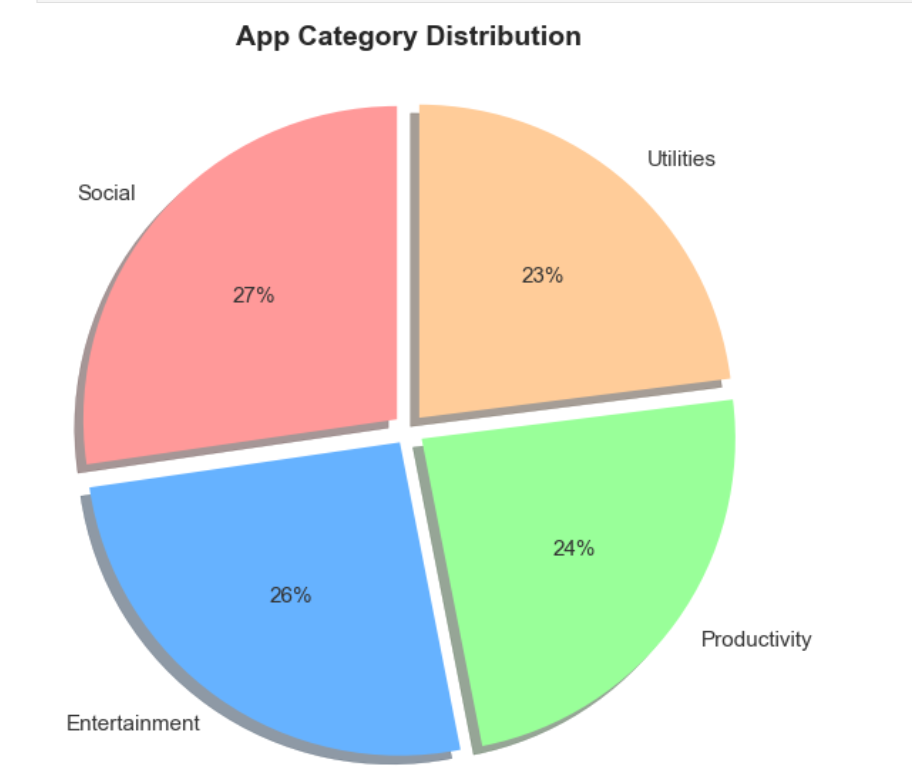 App Category Distribution
Utilities
Social
23%
27%
24%
26%
Productivity
Entertainment